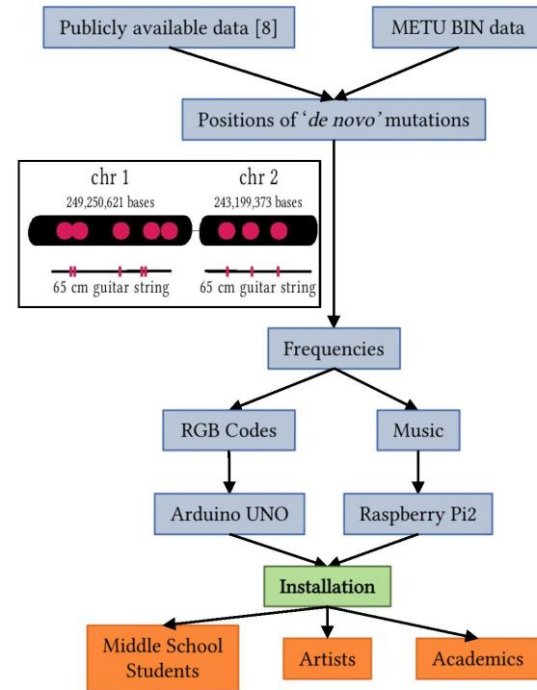 Publicly available data [8]
METU BIN data
Positions of ‘de novo’ mutations
chr 1
chr 2
249,250,621 bases
243,199,373 bases
65 cm guitar string
65 cm guitar string
Frequencies
RGB Codes
Music
Arduino UNO
Raspberry Pi2
Installation
Middle School
Students
Artists
Academics